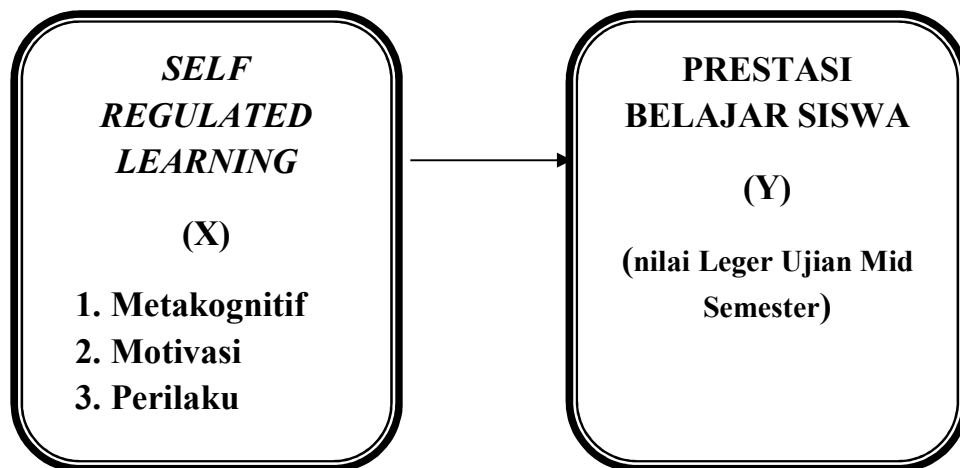 SELF
REGULATED
LEARNING
(X)
1. Metakognitif
2. Motivasi
3. Perilaku
PRESTASI
BELAJAR SISWA
(Y)
(nilai Leger Ujian Mid
Semester)